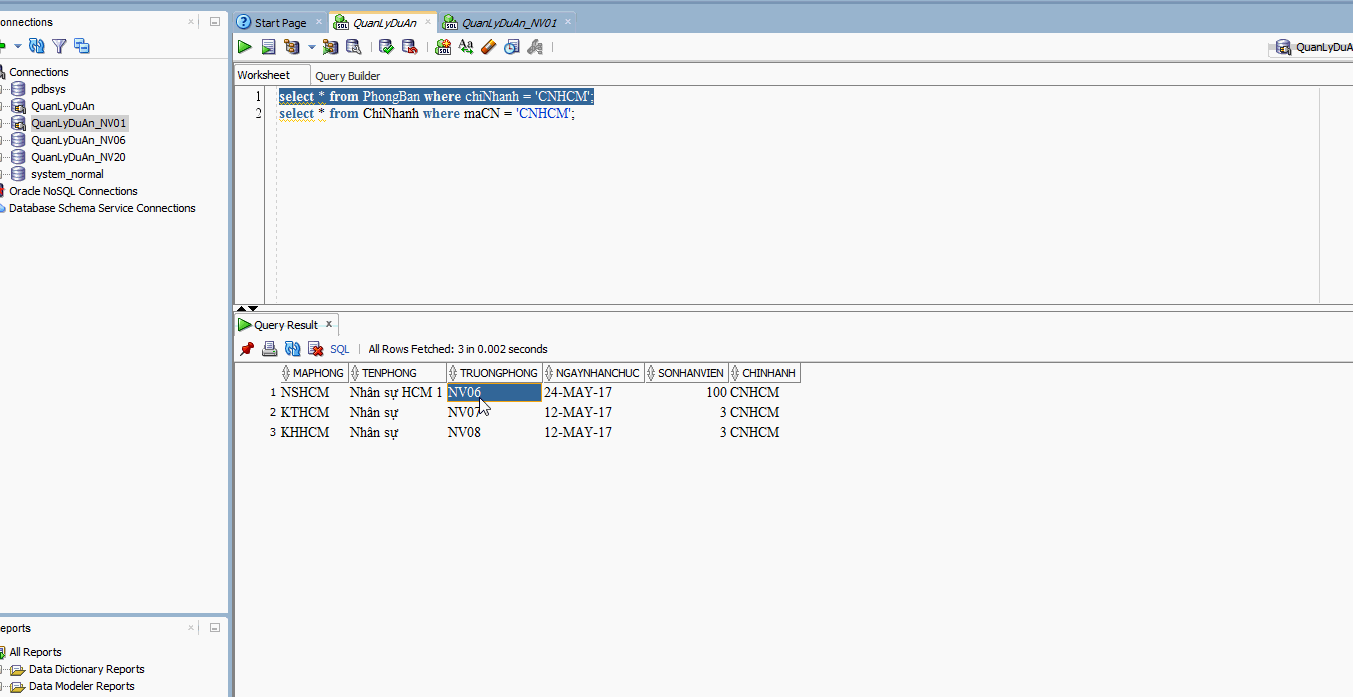 onnections
Connections
pdbsys
QuanLyDuAn
QuanLyDuAn_NV01
QuanLyDuAn_NV06
QuanLyDuAn_NV20
system_normal
Oracle NoSQL Connections
Database Schema Service Connections
eports
All Reports
Data Dictionary Reports
Data Modeler Reports
Start Page
QuanLyDuAn
QuanLyDuAn_NV01
QuanLyDuA
Worksheet
Query Builder
1 select * from PhongBan where chiNhanh = 'CNHCM';
2 select * from ChiNhanh where maCN = 'CNHCM';
Query Result
SQL
All Rows Fetched: 3 in 0.002 seconds
MAPHONG TENPHONG TRUONGPHONG NGAYNHANCHUC SONHANVIEN CHINHANH
1 NSHCM Nhân sự HCM 1 NV06 24-MAY-17 100 CNHCM
2 KTHCM Nhân sự NV07 12-MAY-17 3 CNHCM
3 KHHCM Nhân sự NV08 12-MAY-17 3 CNHCM